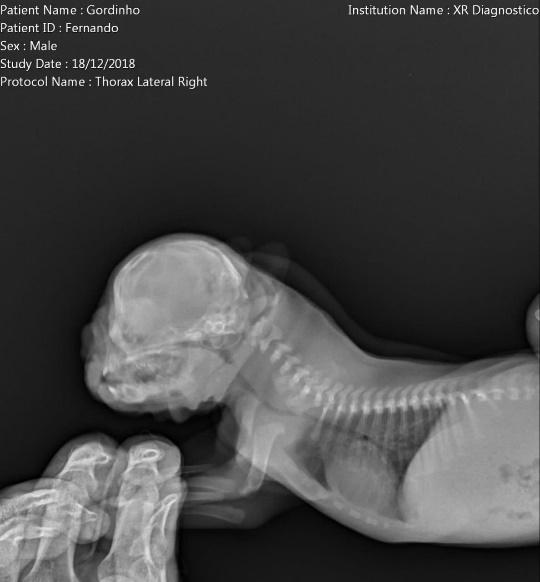 Patient Name : Gordinho
Institution Name : XR Diagnostico
Patient ID : Fernando
Sex : Male
Study Date : 18/12/2018
Protocol Name : Thorax Lateral Right